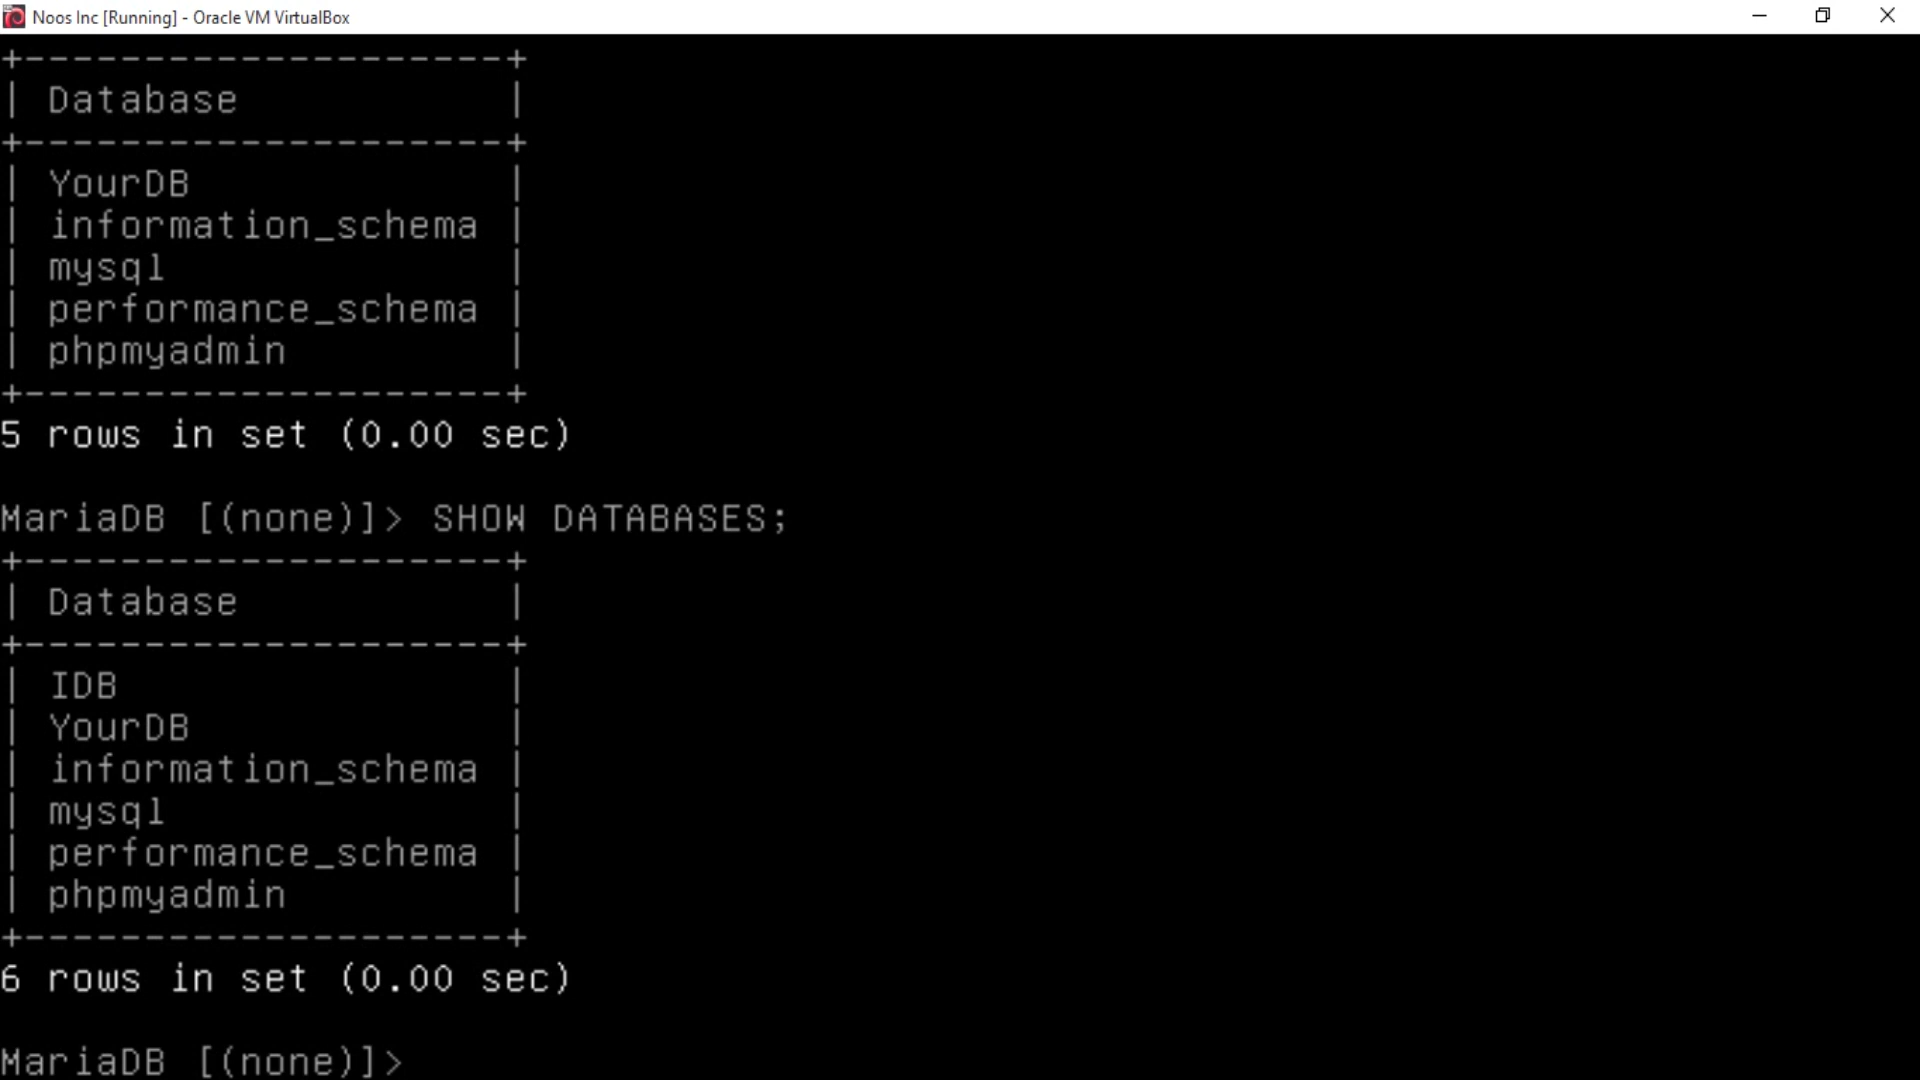 Noos Inc [Running] - Oracle VM VirtualBox
+--------------------+
| Database           |
+--------------------+
| YourDB             |
| information_schema |
| mysql              |
| performance_schema |
| phpmyadmin         |
+--------------------+
5 rows in set (0.00 sec)
MariaDB [(none)]> SHOW DATABASES;
+--------------------+
| Database           |
+--------------------+
| IDB                |
| YourDB             |
| information_schema |
| mysql              |
| performance_schema |
| phpmyadmin         |
+--------------------+
6 rows in set (0.00 sec)
MariaDB [(none)]>